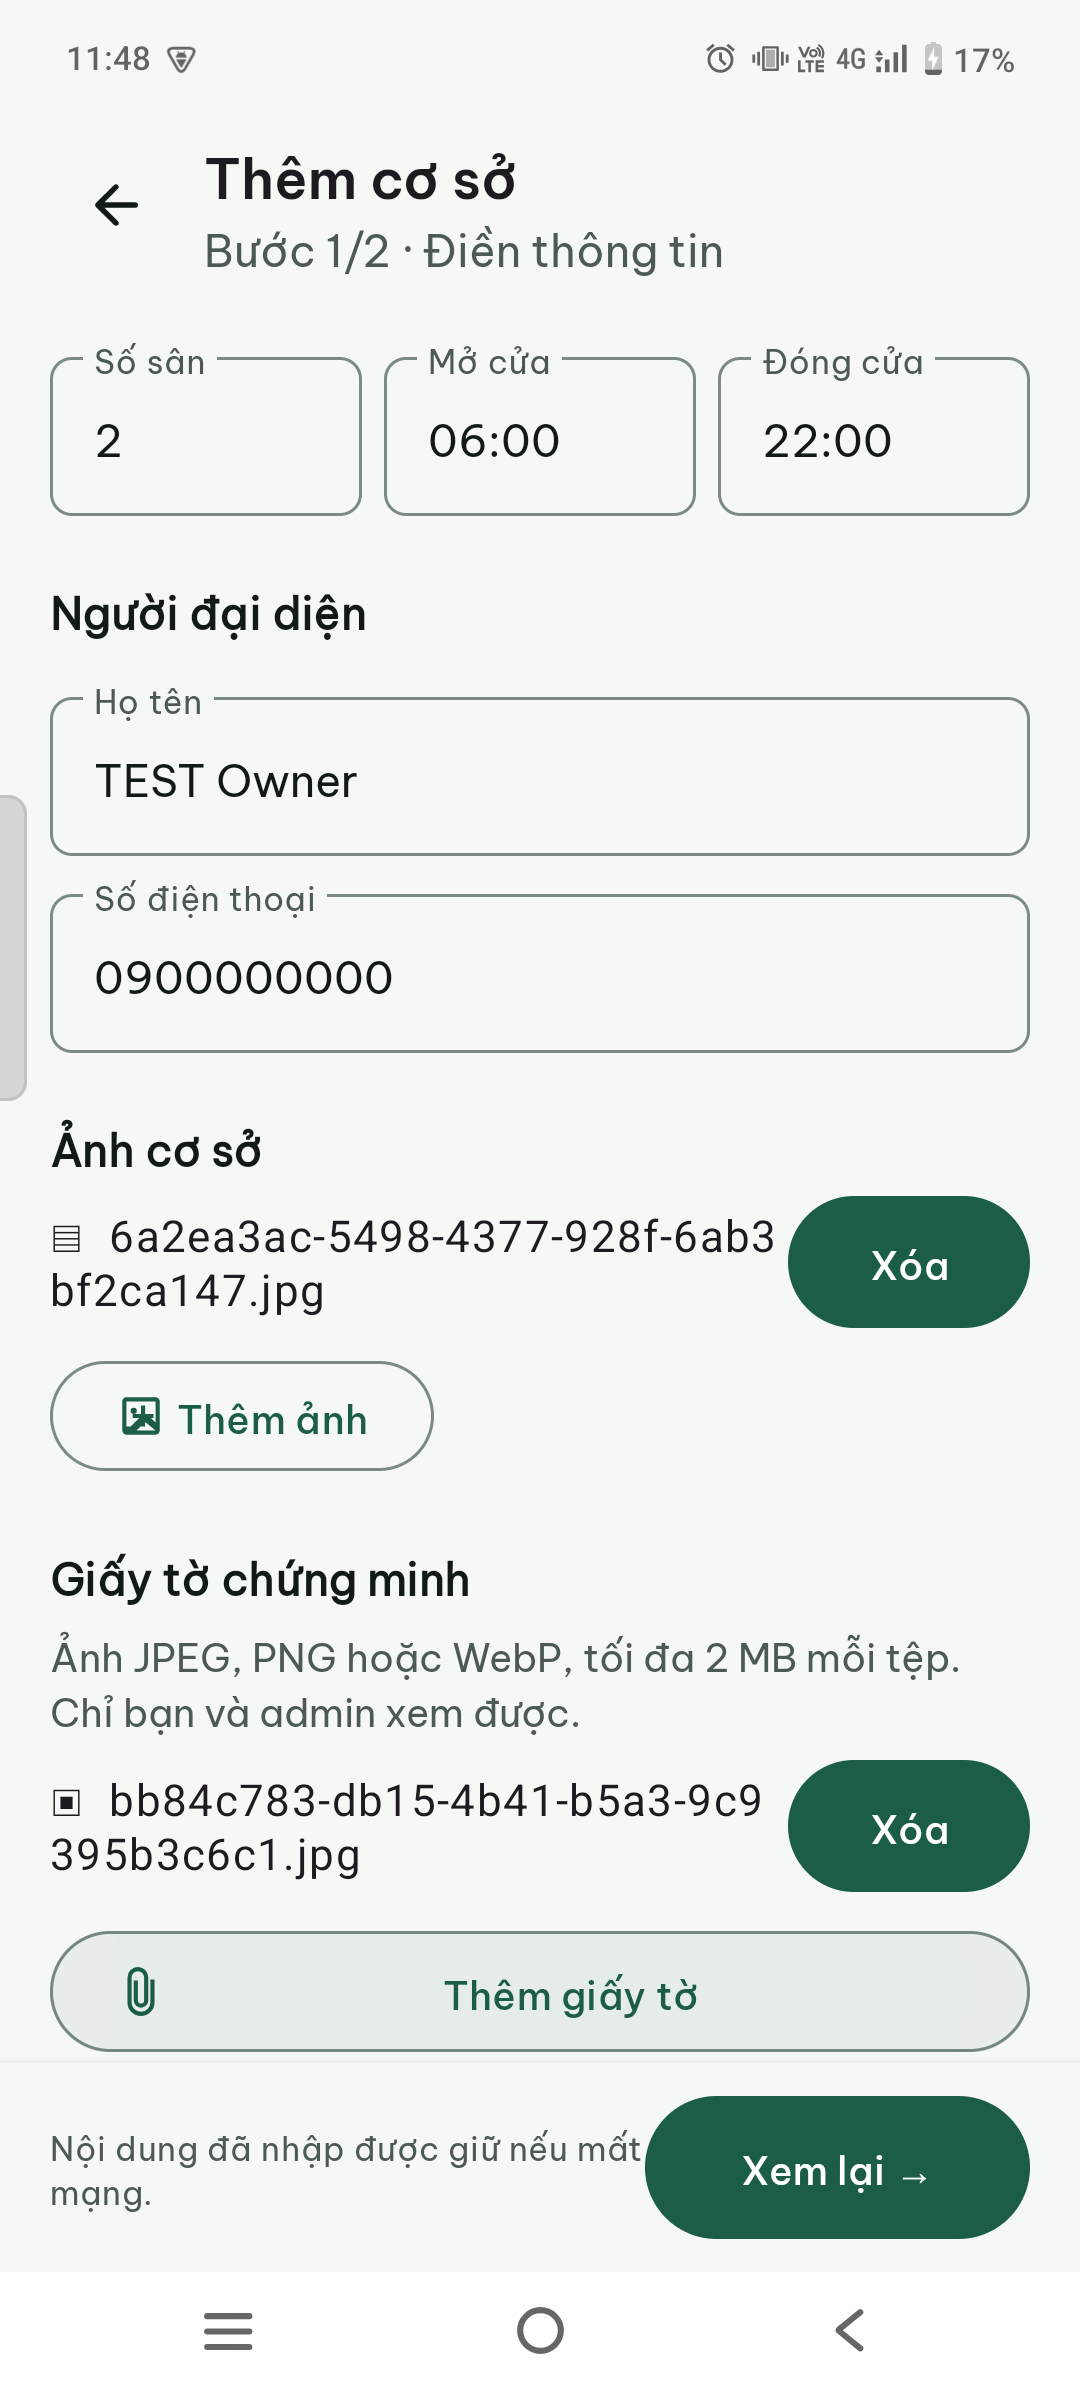 11:48
VoLTE 4G 17%
Thêm cơ sở
Bước 1/2 · Điền thông tin
Số sân Mở cửa Đóng cửa
2 06:00 22:00
Người đại diện
Họ tên
TEST Owner
Số điện thoại
0900000000
Ảnh cơ sở
6a2ea3ac-5498-4377-928f-6ab3
bf2ca147.jpg
Xóa
Thêm ảnh
Giấy tờ chứng minh
Ảnh JPEG, PNG hoặc WebP, tối đa 2 MB mỗi tệp.
Chỉ bạn và admin xem được.
bb84c783-db15-4b41-b5a3-9c9
395b3c6c1.jpg
Xóa
Thêm giấy tờ
Nội dung đã nhập được giữ nếu mất
mạng.
Xem lại →